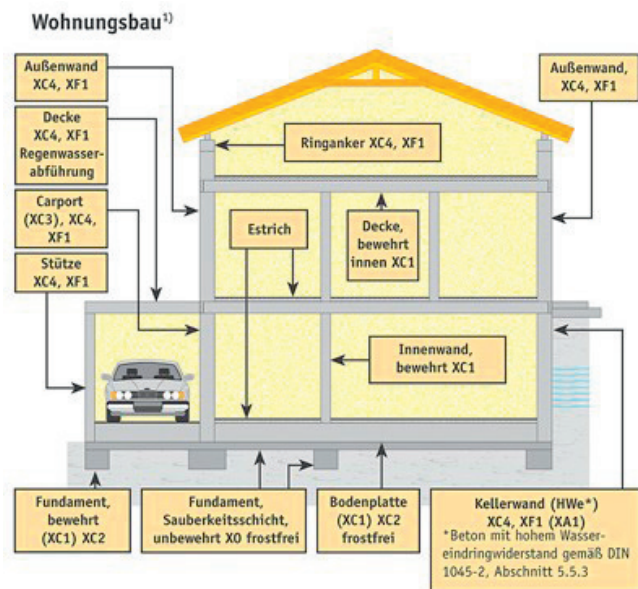 Wohnungsbau¹⁾
Außenwand
XC4, XF1
Decke
XC4, XF1
Regenwasser-
abführung
Carport
(XC3), XC4,
XF1
Stütze
XC4, XF1
Außenwand,
XC4, XF1
Ringanker XC4, XF1
Estrich
Decke,
bewehrt
innen XC1
Innenwand,
bewehrt XC1
Fundament,
bewehrt
(XC1) XC2
Fundament,
Sauberkeitsschicht,
unbewehrt X0 frostfrei
Bodenplatte
(XC1) XC2
frostfrei
Kellerwand (HWe*)
XC4, XF1 (XA1)
*Beton mit hohem Wasser-
eindringwiderstand gemäß DIN
1045-2, Abschnitt 5.5.3